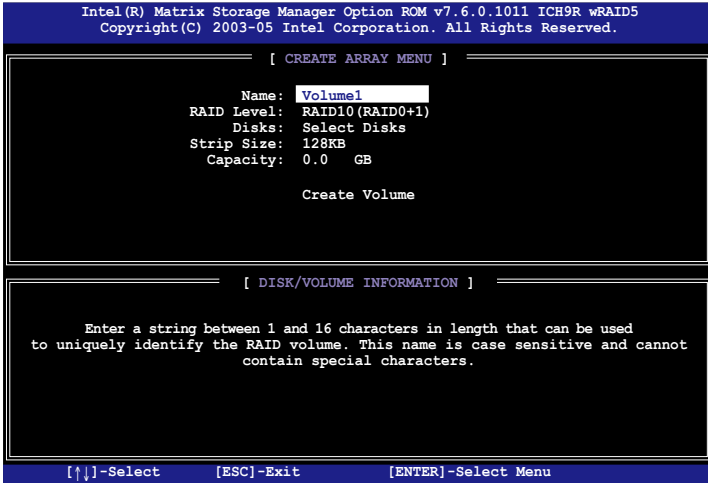 Intel(R) Matrix Storage Manager Option ROM v7.6.0.1011 ICH9R wRAID5
Copyright(C) 2003-05 Intel Corporation. All Rights Reserved.
[ CREATE ARRAY MENU ]
Name: Volume1
RAID Level: RAID10(RAID0+1)
Disks: Select Disks
Strip Size: 128KB
Capacity: 0.0 GB
Create Volume
[ DISK/VOLUME INFORMATION ]
Enter a string between 1 and 16 characters in length that can be used
to uniquely identify the RAID volume. This name is case sensitive and cannot
contain special characters.
[↑↓]-Select [ESC]-Exit [ENTER]-Select Menu